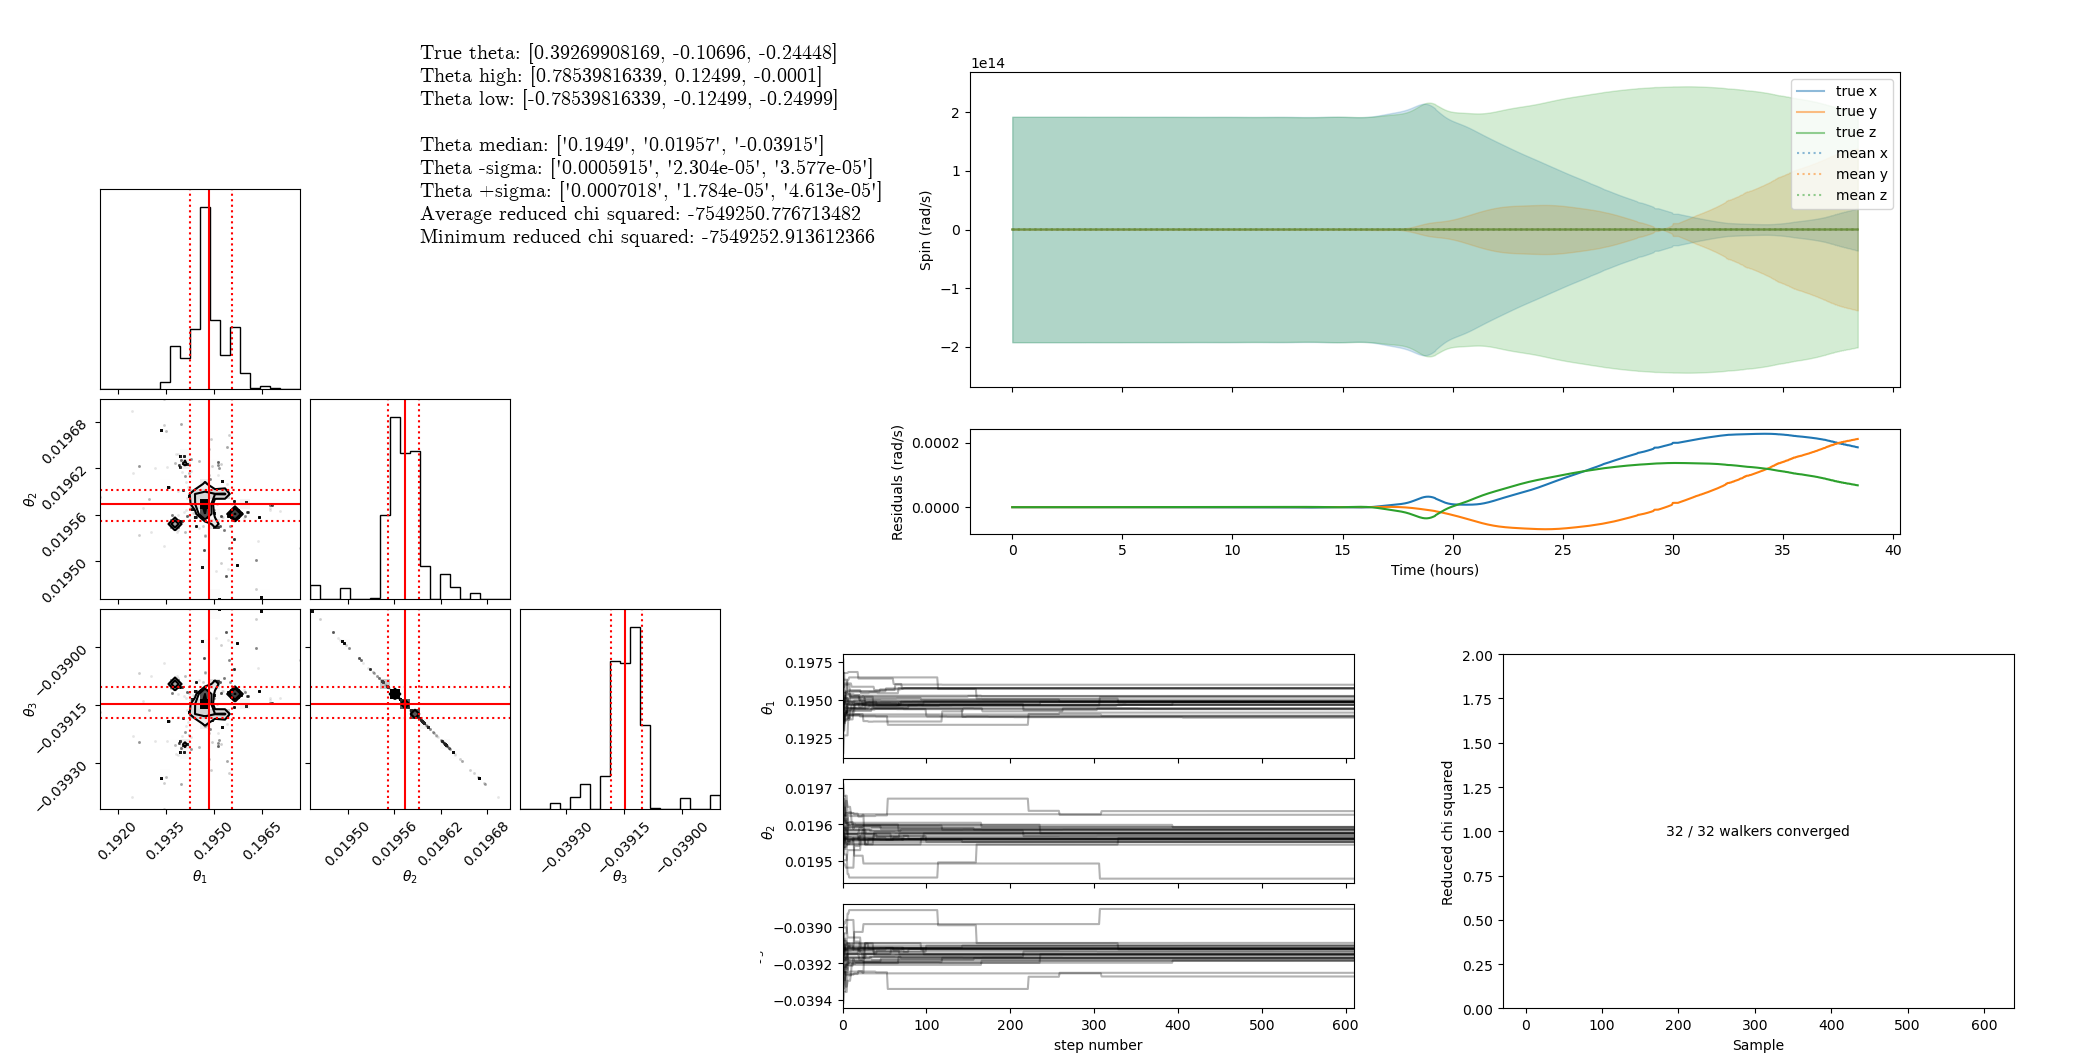 True theta: [0.39269908169, -0.10696, -0.24448]
Theta high: [0.78539816339, 0.12499, -0.0001]
Theta low: [-0.78539816339, -0.12499, -0.24999]
Theta median: ['0.1949', '0.01957', '-0.03915']
Theta -sigma: ['0.0005915', '2.304e-05', '3.577e-05']
Theta +sigma: ['0.0007018', '1.784e-05', '4.613e-05']
Average reduced chi squared: -7549250.776713482
Minimum reduced chi squared: -7549252.913612366
1e14
2
1
0
−1
−2
Spin (rad/s)
true x
true y
true z
mean x
mean y
mean z
0.0002
0.0000
Residuals (rad/s)
0 5 10 15 20 25 30 35 40
Time (hours)
0.01968
0.01962
0.01956
0.01950
θ2
−0.03900
−0.03915
−0.03930
θ3
0.1920 0.1935 0.1950 0.1965
θ1
0.01950 0.01956 0.01962 0.01968
θ2
−0.03930 −0.03915 −0.03900
θ3
0.1975
0.1950
0.1925
θ1
0.0197
0.0196
0.0195
θ2
−0.0390
−0.0392
−0.0394
0 100 200 300 400 500 600
step number
2.00
1.75
1.50
1.25
1.00
0.75
0.50
0.25
0.00
Reduced chi squared
32 / 32 walkers converged
0 100 200 300 400 500 600
Sample